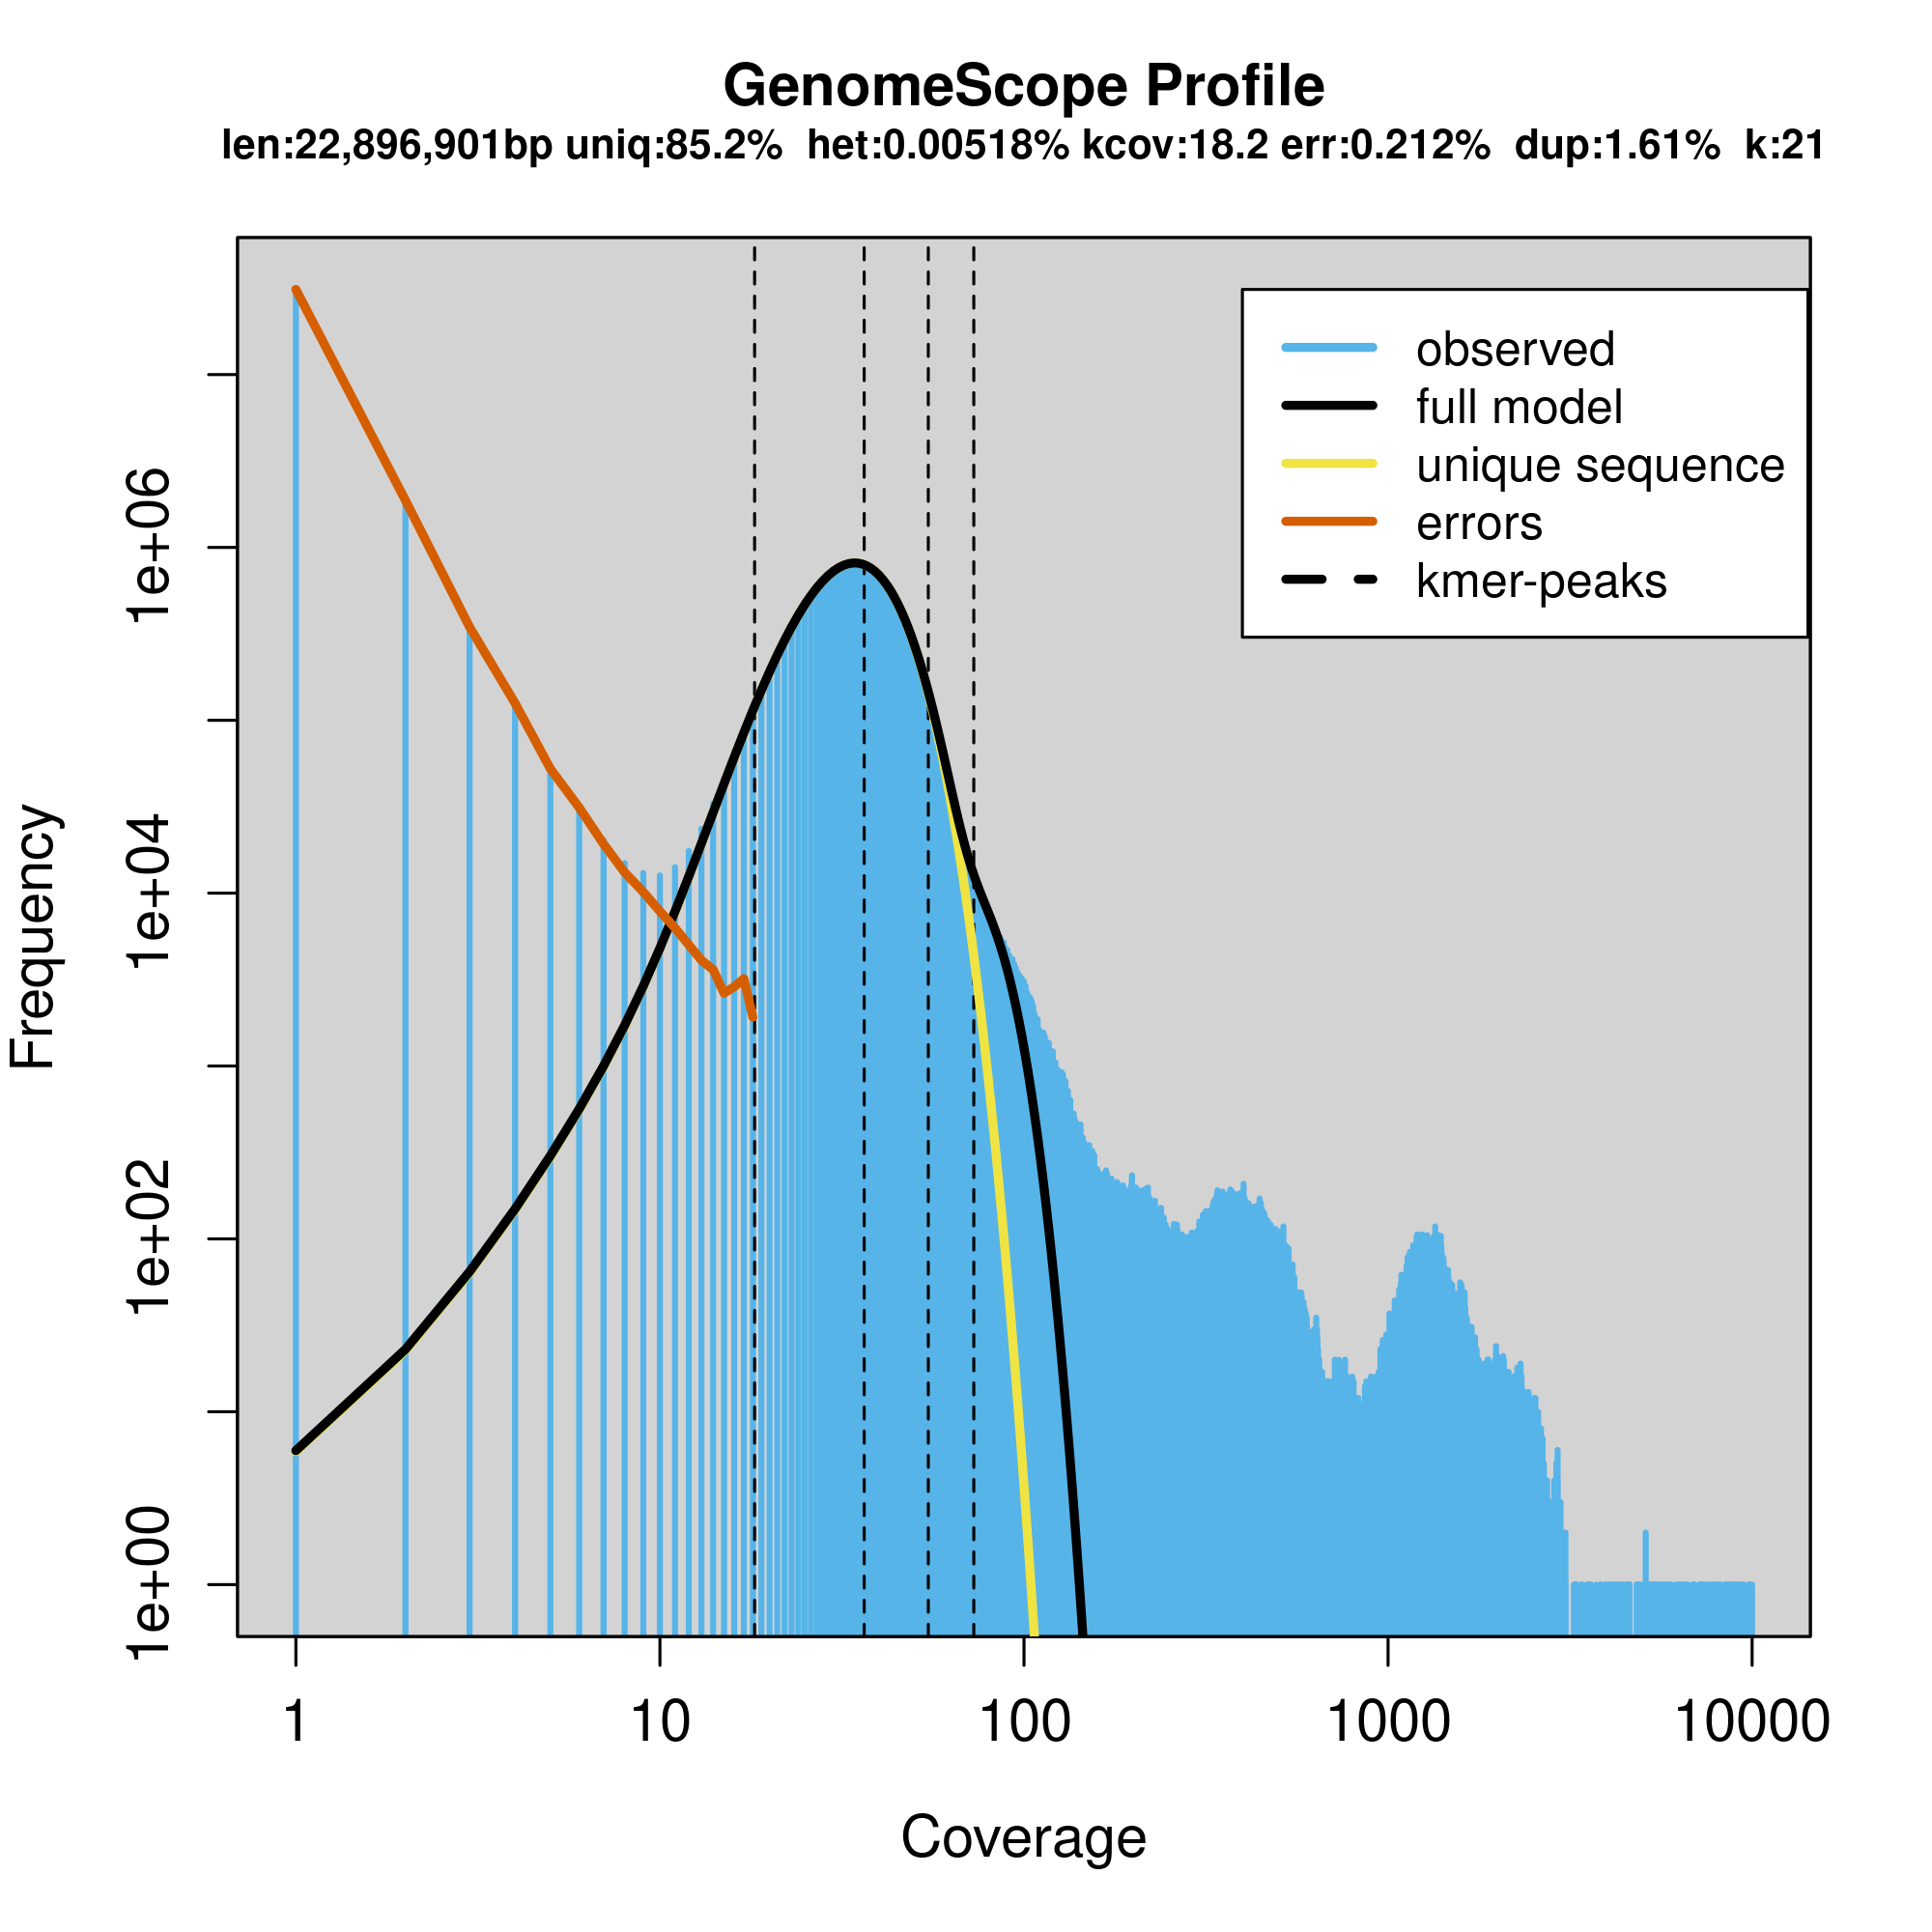 GenomeScope Profile
len:22,896,901bp uniq:85.2% het:0.00518% kcov:18.2 err:0.212% dup:1.61% k:21
observed
full model
unique sequence
errors
kmer-peaks
Frequency
1e+06
1e+04
1e+02
1e+00
1 10 100 1000 10000
Coverage